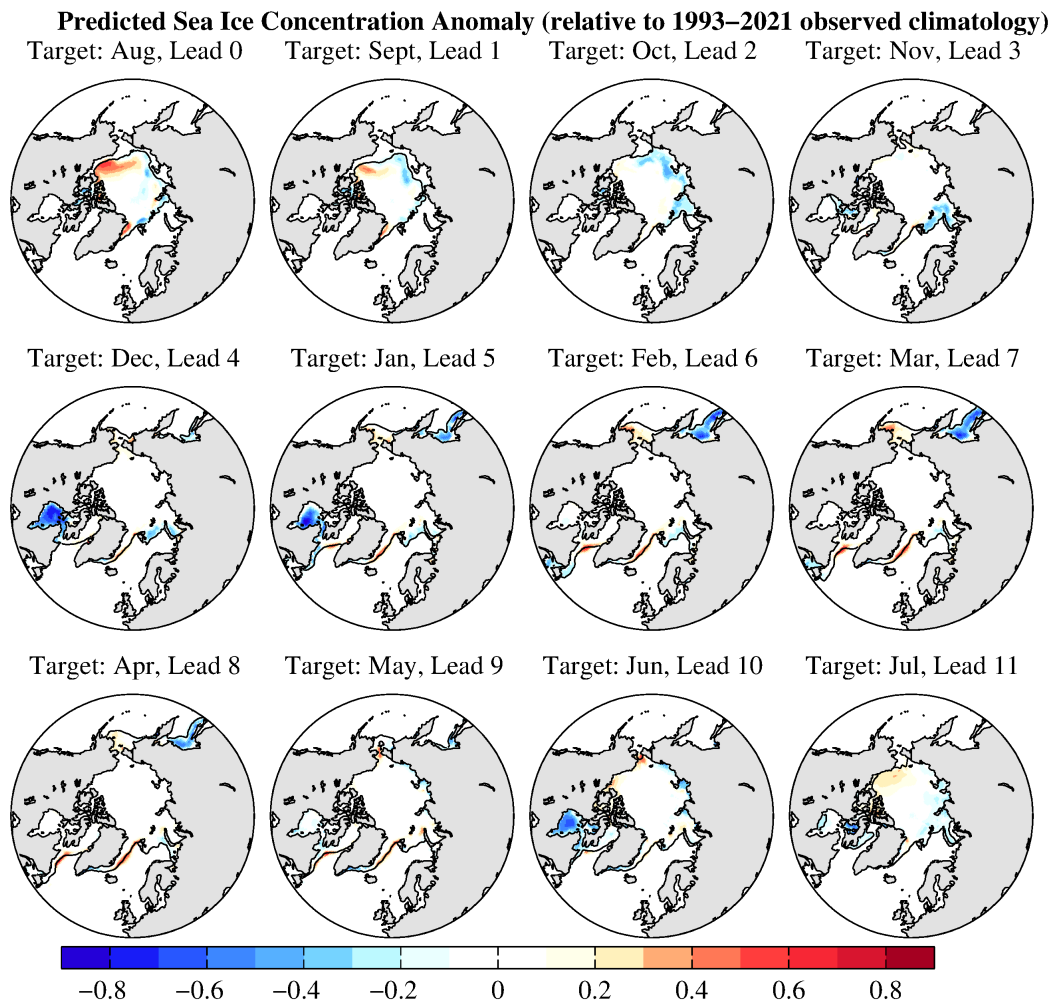 Predicted Sea Ice Concentration Anomaly (relative to 1993−2021 observed climatology)
Target: Aug, Lead 0
Target: Sept, Lead 1
Target: Oct, Lead 2
Target: Nov, Lead 3
Target: Dec, Lead 4
Target: Jan, Lead 5
Target: Feb, Lead 6
Target: Mar, Lead 7
Target: Apr, Lead 8
Target: May, Lead 9
Target: Jun, Lead 10
Target: Jul, Lead 11
−0.8 −0.6 −0.4 −0.2 0 0.2 0.4 0.6 0.8